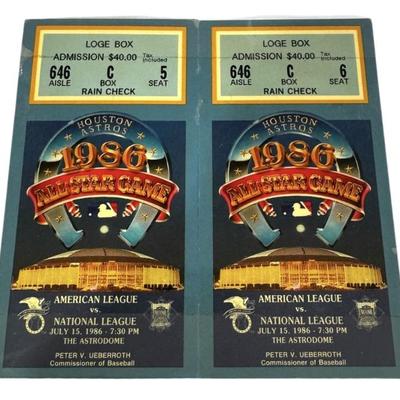 LOGE BOX
ADMISSION $40.00 Tax Included
646 C 5
AISLE BOX SEAT
RAIN CHECK
HOUSTON
ASTROS
1986
ALL-STAR GAME
AMERICAN LEAGUE
vs.
NATIONAL LEAGUE
JULY 15, 1986 - 7:30 PM
THE ASTRODOME
PETER V. UEBERROTH
Commissioner of Baseball
LOGE BOX
ADMISSION $40.00 Tax Included
646 C 6
AISLE BOX SEAT
RAIN CHECK
HOUSTON
ASTROS
1986
ALL-STAR GAME
AMERICAN LEAGUE
vs.
NATIONAL LEAGUE
JULY 15, 1986 - 7:30 PM
THE ASTRODOME
PETER V. UEBERROTH
Commissioner of Baseball